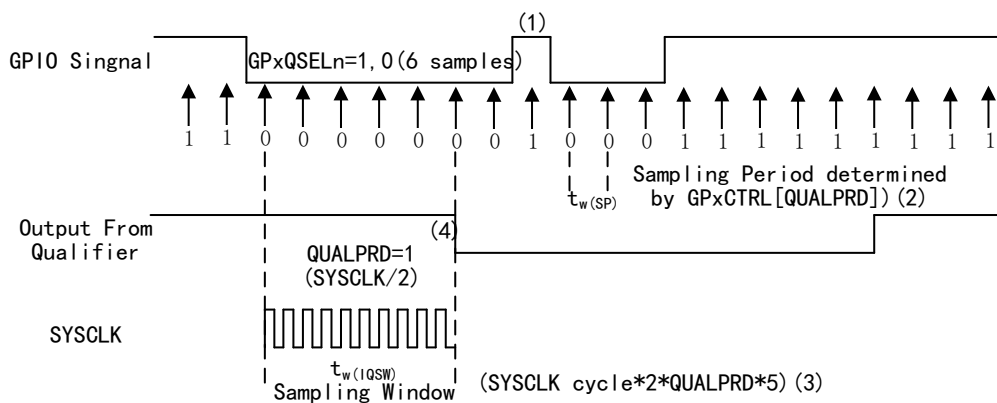 (1)
GPIO Singnal
GPxQSELn=1,0(6 samples)
1 1 0 0 0 0 0 0 0 1 0 0 0 1 1 1 1 1 1 1 1 1
tw(SP)
Sampling Period determined
by GPxCTRL[QUALPRD])(2)
Output From
Qualifier
(4)
QUALPRD=1
(SYSCLK/2)
SYSCLK
tw(IQSW)
Sampling Window
(SYSCLK cycle*2*QUALPRD*5)(3)